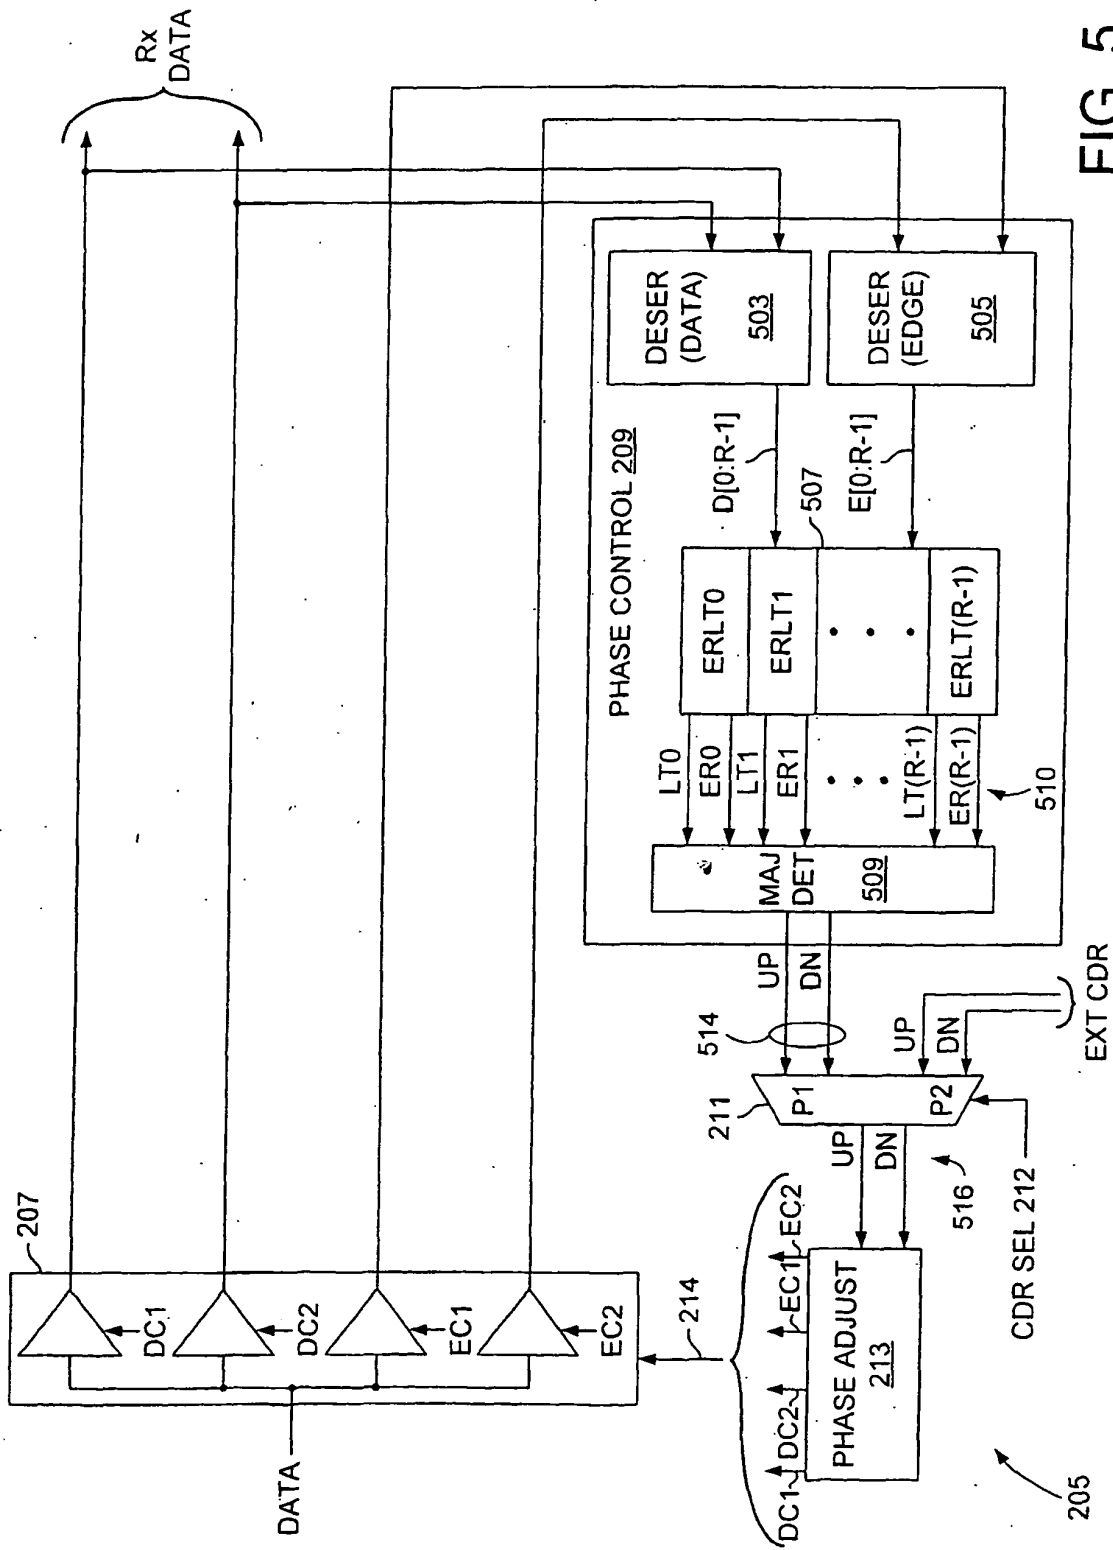 207
DATA
DC1
DC2
EC1
EC2
Rx
DATA
214
DC1
DC2
EC1
EC2
PHASE ADJUST
213
205
UP
DN
516
211
P1
P2
CDR SEL 212
514
UP
DN
UP
DN
EXT CDR
PHASE CONTROL 209
MAJ
DET
509
LT0
ER0
LT1
ER1
LT(R-1)
ER(R-1)
510
ERLT0
ERLT1
ERLT(R-1)
507
D[0:R-1]
E[0:R-1]
DESER
(DATA)
503
DESER
(EDGE)
505
FIG. 5